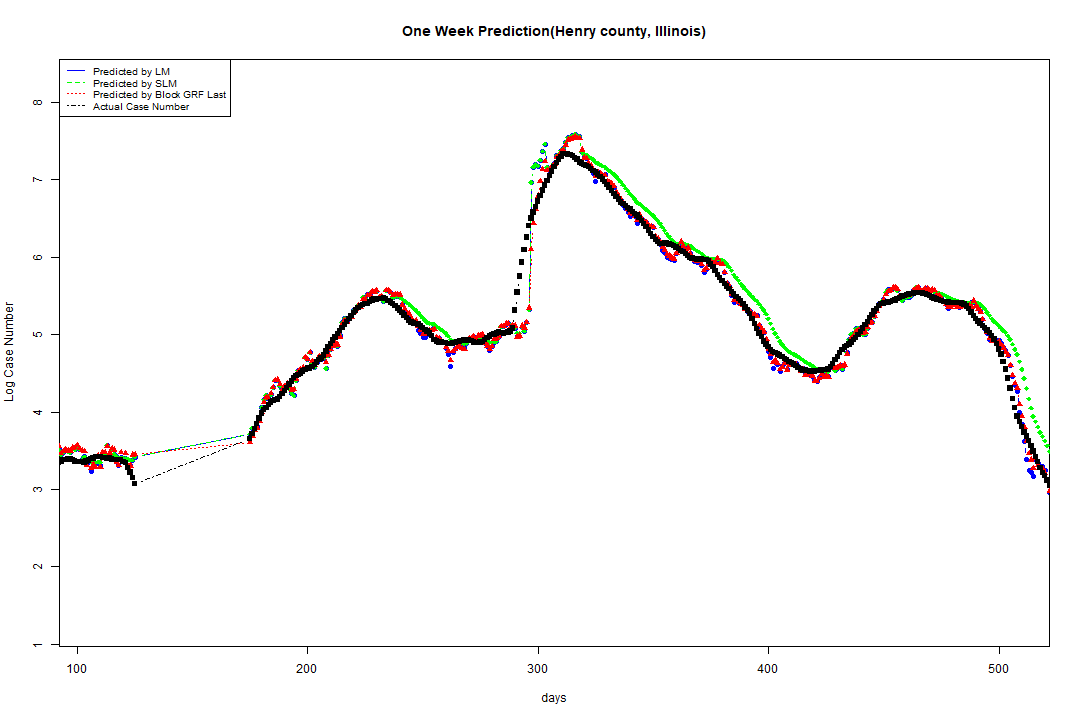 One Week Prediction(Henry county, Illinois)
Predicted by LM
Predicted by SLM
Predicted by Block GRF Last
Actual Case Number
8
7
6
5
4
3
2
1
Log Case Number
100 200 300 400 500
days